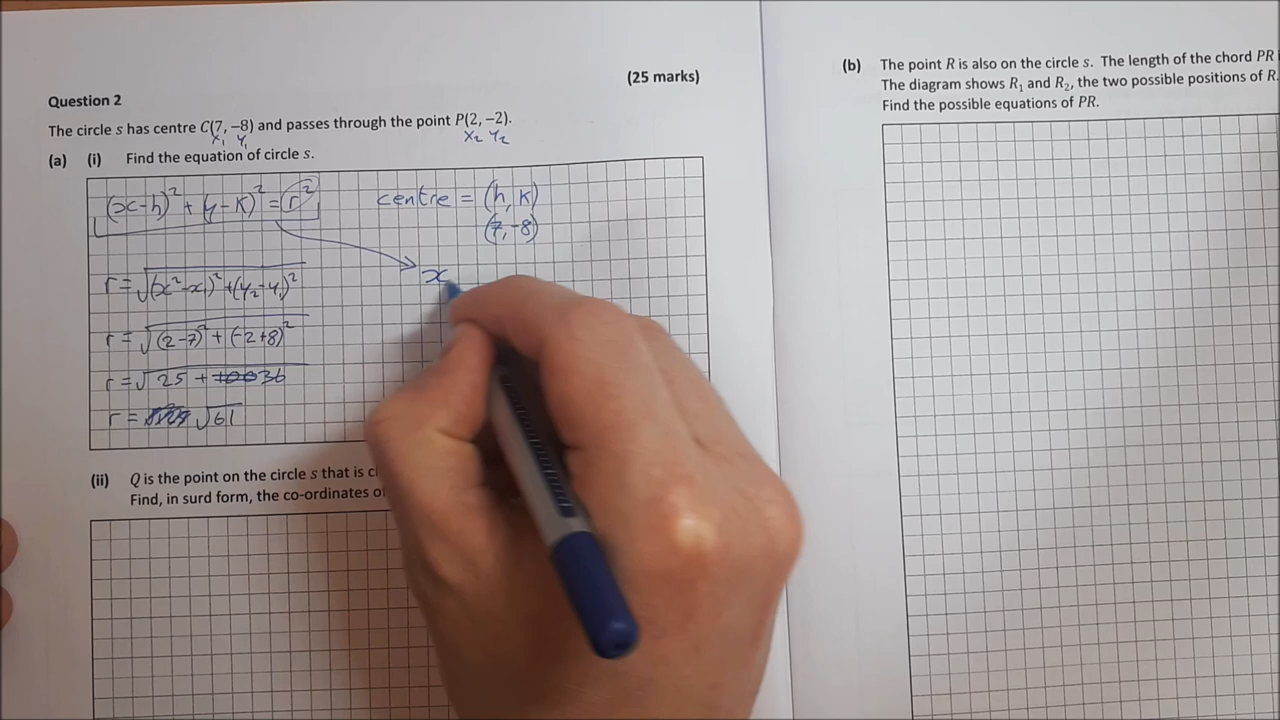 (25 marks)
Question 2
The circle s has centre C(7, −8) and passes through the point P(2, −2).
x₁ y₁ x₂ y₂
(a) (i) Find the equation of circle s.
(x-h)² + (y-k)² = r²
centre = (h, k)
(7, -8)
x
r = √(x²-x₁)² + (y₂-y₁)²
r = √(2-7)² + (-2+8)²
r = √25 + 100 36
r = √61
(ii) Q is the point on the circle s that is cl
Find, in surd form, the co-ordinates of
(b) The point R is also on the circle s. The length of the chord PR
The diagram shows R₁ and R₂, the two possible positions of R.
Find the possible equations of PR.